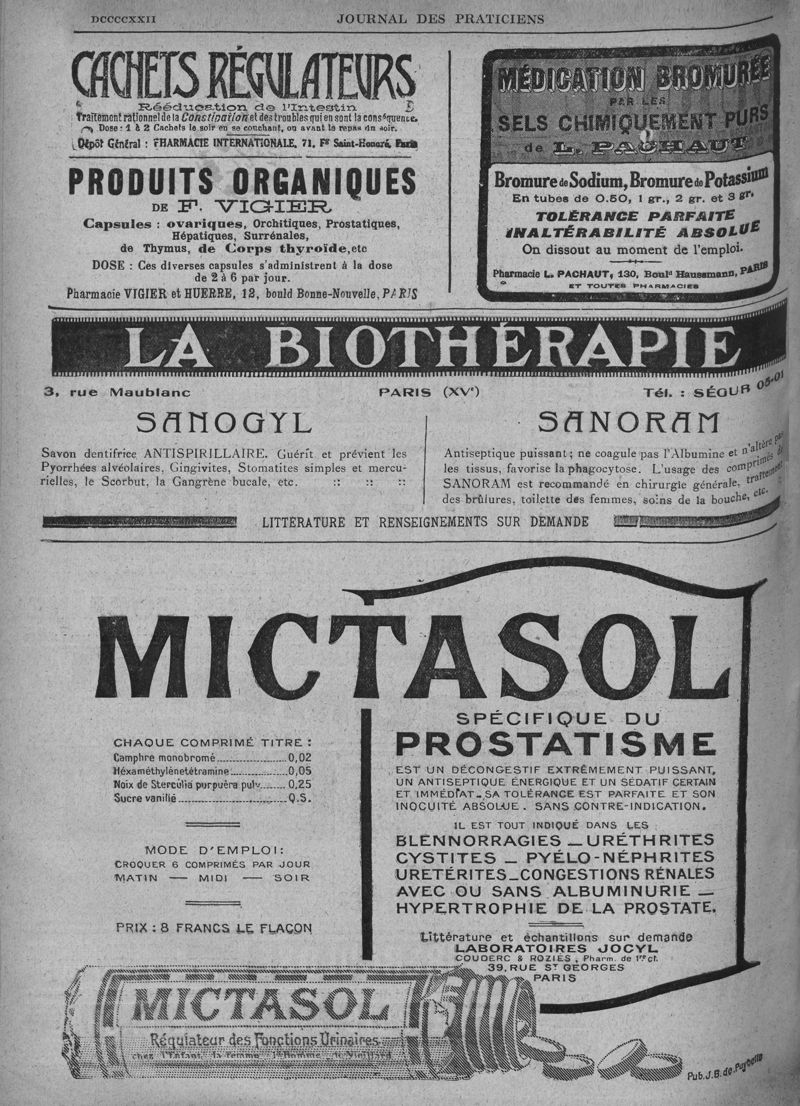 DCCCCXXII
JOURNAL DES PRATICIENS
CACHETS RÉGULATEURS
Rééducation de l'Intestin
Traitement rationnel de la Constipation et des troubles qui en sont la conséquence.
Dose : 1 à 2 Cachets le soir en se couchant, ou avant le repas du soir.
Dépôt Général : PHARMACIE INTERNATIONALE, 71, Fg Saint-Honoré, Paris
PRODUITS ORGANIQUES
DE F. VIGIER
Capsules : ovariques, Orchitiques, Prostatiques,
Hépatiques, Surrénales,
de Thymus, de Corps thyroïde, etc
DOSE : Ces diverses capsules s'administrent à la dose
de 2 à 6 par jour.
Pharmacie VIGIER et HUERRE, 12, bould Bonne-Nouvelle, PARIS
MÉDICATION BROMURÉE
PAR LES
SELS CHIMIQUEMENT PURS
de L. PACHAUT
Bromure de Sodium, Bromure de Potassium
En tubes de 0.50, 1 gr., 2 gr. et 3 gr.
TOLÉRANCE PARFAITE
INALTÉRABILITÉ ABSOLUE
On dissout au moment de l'emploi.
Pharmacie L. PACHAUT, 130, Boulᵈ Haussmann, PARIS
ET TOUTES PHARMACIES
LA BIOTHÉRAPIE
3, rue Maublanc
PARIS (XVᵉ)
Tél. : SÉGUR 05-01
SANOGYL
Savon dentifrice ANTISPIRILLAIRE. Guérit et prévient les
Pyorrhées alvéolaires, Gingivites, Stomatites simples et mercu-
rielles, le Scorbut, la Gangrène bucale, etc. :: :: ::
SANORAM
Antiseptique puissant ; ne coagule pas l'Albumine et n'altère pas
les tissus, favorise la phagocytose. L'usage des comprimés de
SANORAM est recommandé en chirurgie générale, traitement
des brûlures, toilette des femmes, soins de la bouche, etc.
LITTÉRATURE ET RENSEIGNEMENTS SUR DEMANDE
MICTASOL
CHAQUE COMPRIMÉ TITRE :
Camphre monobromé 0,02
Héxaméthylènetétramine 0,05
Noix de Sterculia purpuéra pulv. 0,25
Sucre vanillé Q.S.
MODE D'EMPLOI :
CROQUER 6 COMPRIMÉS PAR JOUR
MATIN — MIDI — SOIR
PRIX : 8 FRANCS LE FLAÇON
SPÉCIFIQUE DU
PROSTATISME
EST UN DÉCONGESTIF EXTRÊMEMENT PUISSANT,
UN ANTISEPTIQUE ÉNERGIQUE ET UN SÉDATIF CERTAIN
ET IMMÉDIAT _ SA TOLÉRANCE EST PARFAITE ET SON
INOCUITÉ ABSOLUE . SANS CONTRE-INDICATION.
IL EST TOUT INDIQUÉ DANS LES :
BLENNORRAGIES _ URÉTHRITES
CYSTITES _ PYÉLO-NÉPHRITES
URETÉRITES_CONGESTIONS RÉNALES
AVEC OU SANS ALBUMINURIE _
HYPERTROPHIE DE LA PROSTATE.
Littérature et échantillons sur demande
LABORATOIRES JOCYL
COUDERC & ROZIÈS, Pharm. de 1re cl.
39, RUE ST GEORGES
PARIS
MICTASOL
Régulateur des Fonctions Urinaires
chez l'Enfant, la Femme, l'Homme, le Vieillard
Pub. J.B. de